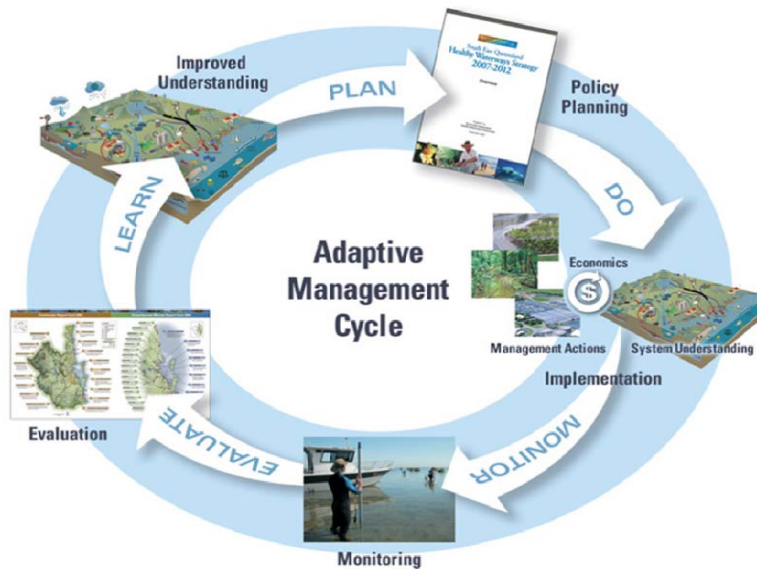 Improved
Understanding
PLAN
South East Queensland
Healthy Waterways Strategy
2007-2012
Policy
Planning
DO
Economics
Management Actions
System Understanding
Implementation
MONITOR
Monitoring
EVALUATE
Evaluation
LEARN
Adaptive
Management
Cycle